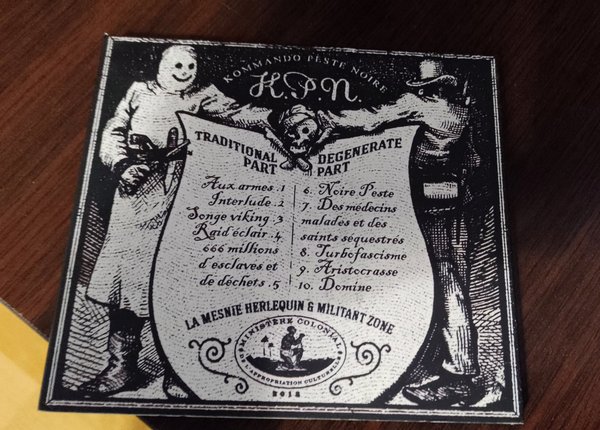 KOMMANDO PESTE NOIRE
K.P.N.
TRADITIONAL
PART
Aux armes .1
Interlude .2
Songe viking .3
Raid éclair .4
666 millions
d'esclaves et
de déchets .5
DEGENERATE
PART
6. Noire Peste
7. Des médecins
malades et des
saints séquestrés
8. Turbofascisme
9. Aristocrasse
10. Domine
LA MESNIE HERLEQUIN & MILITANT ZONE
MINISTERE COLONIAL
DE L'APPROPRIATION CULTURELLE
2018